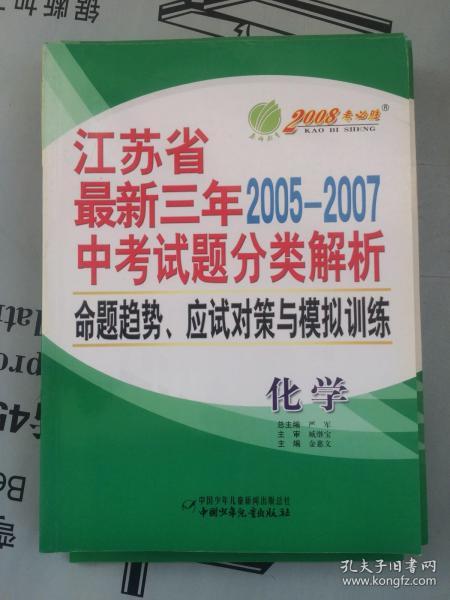 锯断如
2008考必胜®
KAO BI SHENG
江苏省
最新三年2005-2007
中考试题分类解析
命题趋势、应试对策与模拟训练
化学
总主编 严 军
主 审 臧继宝
主 编 金惠文
中国少年儿童新闻出版总社
中国少年儿童出版社
孔夫子旧书网
www.kongfz.com